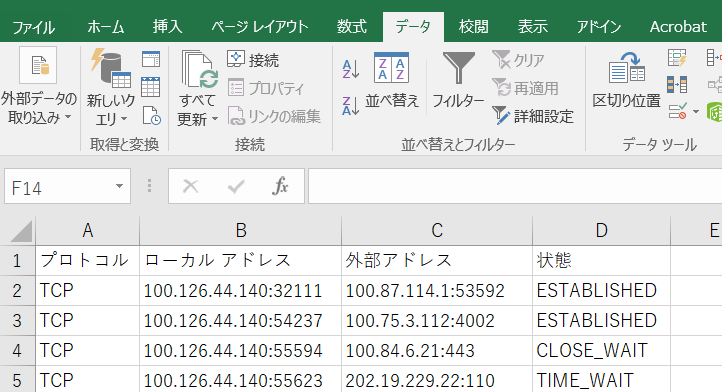 ファイル ホーム 挿入 ページ レイアウト 数式 データ 校閲 表示 アドイン Acrobat
外部データの
取り込み
新しいク
エリ
取得と変換
すべて
更新
接続
プロパティ
リンクの編集
接続
並べ替え
フィルター
クリア
再適用
詳細設定
並べ替えとフィルター
区切り位置
データ ツール
F14
fx
A B C D E
1 プロトコル ローカル アドレス 外部アドレス 状態
2 TCP 100.126.44.140:32111 100.87.114.1:53592 ESTABLISHED
3 TCP 100.126.44.140:54237 100.75.3.112:4002 ESTABLISHED
4 TCP 100.126.44.140:55594 100.84.6.21:443 CLOSE_WAIT
5 TCP 100.126.44.140:55623 202.19.229.22:110 TIME_WAIT